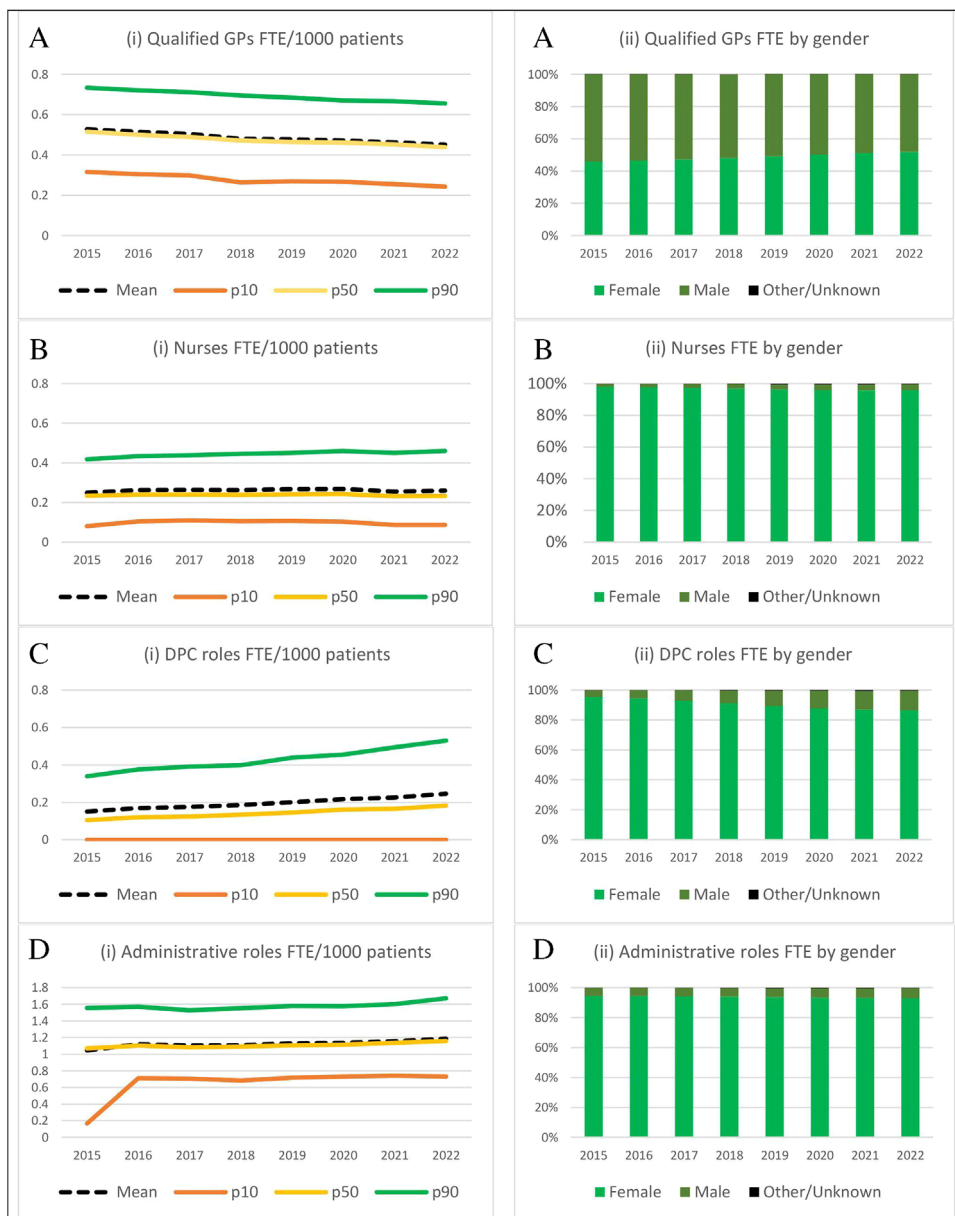 A
(i) Qualified GPs FTE/1000 patients
0.8
0.6
0.4
0.2
0
2015 2016 2017 2018 2019 2020 2021 2022
Mean p10 p50 p90
A
(ii) Qualified GPs FTE by gender
100%
80%
60%
40%
20%
0%
2015 2016 2017 2018 2019 2020 2021 2022
Female Male Other/Unknown
B
(i) Nurses FTE/1000 patients
0.8
0.6
0.4
0.2
0
2015 2016 2017 2018 2019 2020 2021 2022
Mean p10 p50 p90
B
(ii) Nurses FTE by gender
100%
80%
60%
40%
20%
0%
2015 2016 2017 2018 2019 2020 2021 2022
Female Male Other/Unknown
C
(i) DPC roles FTE/1000 patients
0.8
0.6
0.4
0.2
0
2015 2016 2017 2018 2019 2020 2021 2022
Mean p10 p50 p90
C
(ii) DPC roles FTE by gender
100%
80%
60%
40%
20%
0%
2015 2016 2017 2018 2019 2020 2021 2022
Female Male Other/Unknown
D
(i) Administrative roles FTE/1000 patients
1.8
1.6
1.4
1.2
1
0.8
0.6
0.4
0.2
0
2015 2016 2017 2018 2019 2020 2021 2022
Mean p10 p50 p90
D
(ii) Administrative roles FTE by gender
100%
80%
60%
40%
20%
0%
2015 2016 2017 2018 2019 2020 2021 2022
Female Male Other/Unknown